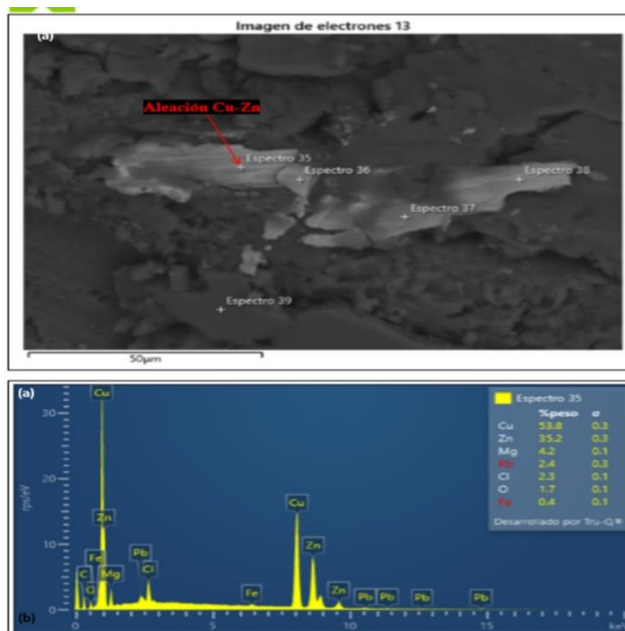 Imagen de electrones 13
(a)
Aleación Cu-Zn
Espectro 35
Espectro 36
Espectro 38
Espectro 37
Espectro 39
50µm
(a)
Cu
30
20
10
0
rps/eV
Zn
Fe
C
O
Mg
Pb
Cl
Fe
Cu
Zn
Zn
Pb
Pb
Pb
Pb
(b)
0
5
10
15
keV
Espectro 35
%peso σ
Cu 53.8 0.3
Zn 35.2 0.3
Mg 4.2 0.1
Pb 2.4 0.3
Cl 2.3 0.1
O 1.7 0.1
Fe 0.4 0.1
Desarrollado por Tru-Q®